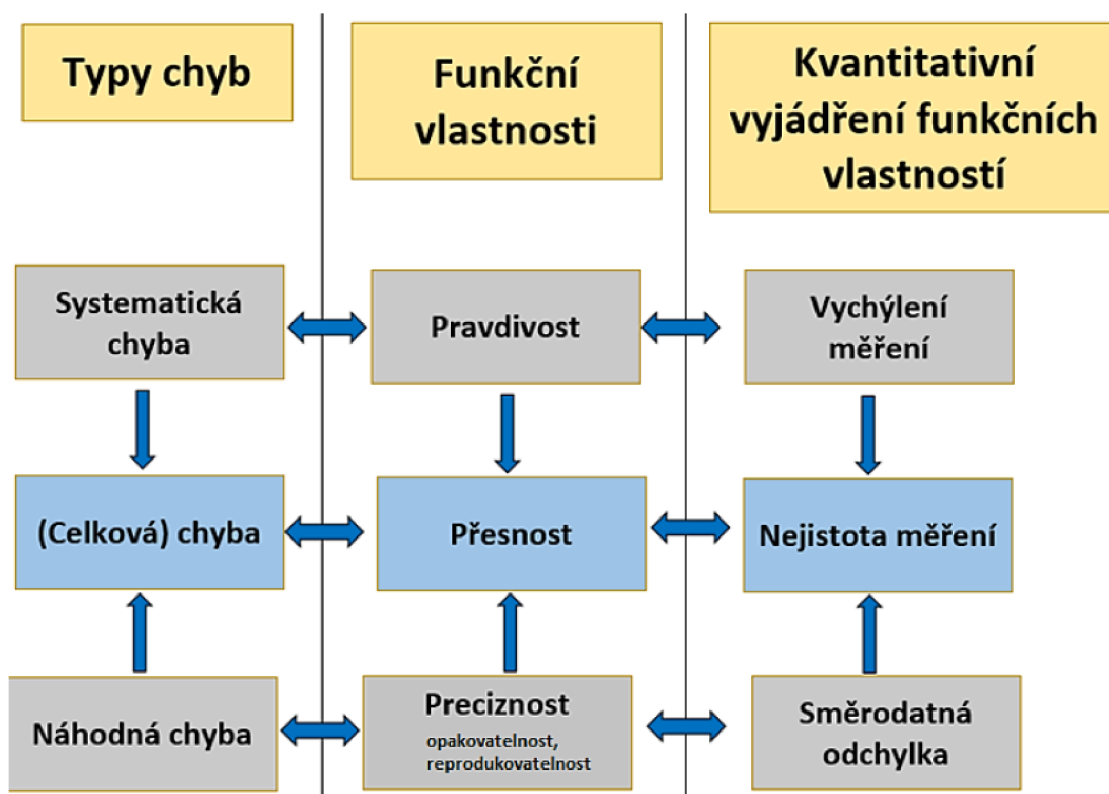 Typy chyb
Funkční
vlastnosti
Kvantitativní
vyjádření funkčních
vlastností
Systematická
chyba
Pravdivost
Vychýlení
měření
(Celková) chyba
Přesnost
Nejistota měření
Náhodná chyba
Preciznost
opakovatelnost,
reprodukovatelnost
Směrodatná
odchylka